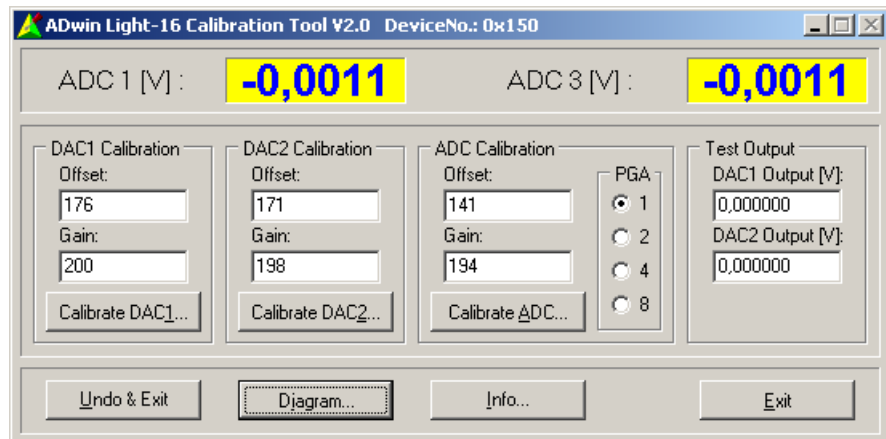 ADwin Light-16 Calibration Tool V2.0 DeviceNo.: 0x150
ADC 1 [V] :
-0,0011
ADC 3 [V] :
-0,0011
DAC1 Calibration
Offset:
176
Gain:
200
Calibrate DAC1...
DAC2 Calibration
Offset:
171
Gain:
198
Calibrate DAC2...
ADC Calibration
Offset:
141
Gain:
194
Calibrate ADC...
PGA
1
2
4
8
Test Output
DAC1 Output [V]:
0,000000
DAC2 Output [V]:
0,000000
Undo & Exit
Diagram...
Info...
Exit